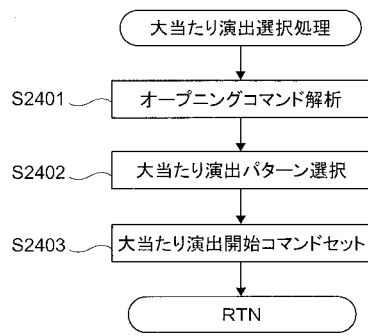 大当たり演出選択処理
S2401
オープニングコマンド解析
S2402
大当たり演出パターン選択
S2403
大当たり演出開始コマンドセット
RTN